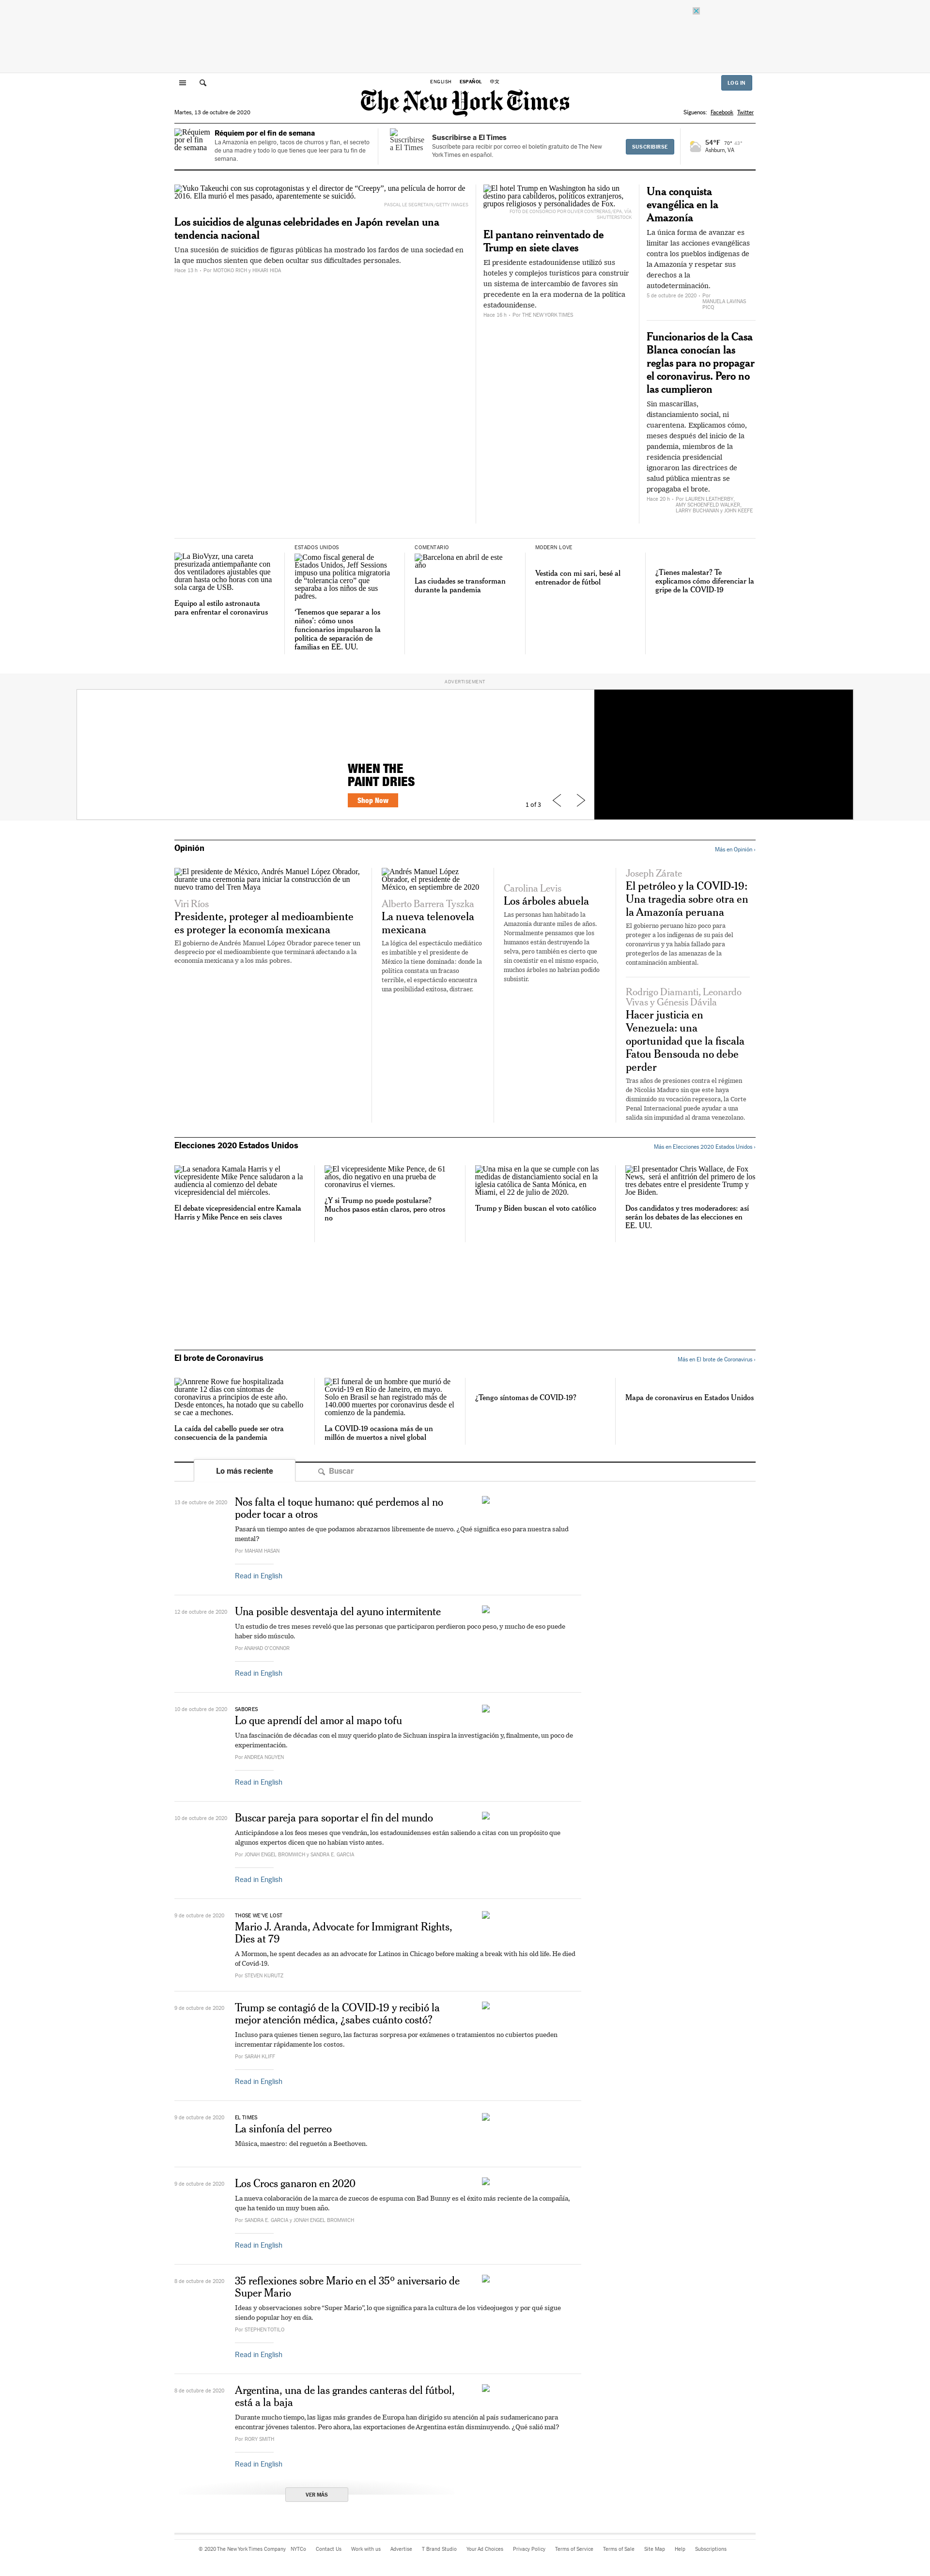 ENGLISH ESPAÑOL 中文
LOG IN
The New York Times
Martes, 13 de octubre de 2020
Síguenos: Facebook Twitter
Réquiem por el fin de semana
Réquiem por el fin de semana
La Amazonía en peligro, tacos de churros y flan, el secreto
de una madre y todo lo que tienes que leer para tu fin de
semana.
Suscribirse a El Times
Suscribirse a El Times
Suscríbete para recibir por correo el boletín gratuito de The New
York Times en español.
SUSCRIBIRSE
54°F 70° 43°
Ashburn, VA
Yuko Takeuchi con sus coprotagonistas y el director de “Creepy”, una película de horror de
2016. Ella murió el mes pasado, aparentemente se suicidó.
PASCAL LE SEGRETAIN/GETTY IMAGES
Los suicidios de algunas celebridades en Japón revelan una
tendencia nacional
Una sucesión de suicidios de figuras públicas ha mostrado los fardos de una sociedad en
la que muchos sienten que deben ocultar sus dificultades personales.
Hace 13 h • Por MOTOKO RICH y HIKARI HIDA
El hotel Trump en Washington ha sido un
destino para cabilderos, políticos extranjeros,
grupos religiosos y personalidades de Fox.
FOTO DE CONSORCIO POR OLIVER CONTRERAS, EPA, VÍA
SHUTTERSTOCK
El pantano reinventado de
Trump en siete claves
El presidente estadounidense utilizó sus
hoteles y complejos turísticos para construir
un sistema de intercambio de favores sin
precedente en la era moderna de la política
estadounidense.
Hace 16 h • Por THE NEW YORK TIMES
Una conquista
evangélica en la
Amazonía
La única forma de avanzar es
limitar las acciones evangélicas
contra los pueblos indígenas de
la Amazonía y respetar sus
derechos a la
autodeterminación.
5 de octubre de 2020 • Por
MANUELA LAVINAS
PICQ
Funcionarios de la Casa
Blanca conocían las
reglas para no propagar
el coronavirus. Pero no
las cumplieron
Sin mascarillas,
distanciamiento social, ni
cuarentena. Explicamos cómo,
meses después del inicio de la
pandemia, miembros de la
residencia presidencial
ignoraron las directrices de
salud pública mientras se
propagaba el brote.
Hace 20 h • Por LAUREN LEATHERBY,
AMY SCHOENFELD WALKER,
LARRY BUCHANAN y JOHN KEEFE
La BioVyzr, una careta
presurizada antiempañante con
dos ventiladores ajustables que
duran hasta ocho horas con una
sola carga de USB.
Equipo al estilo astronauta
para enfrentar el coronavirus
ESTADOS UNIDOS
Como fiscal general de
Estados Unidos, Jeff Sessions
impuso una política migratoria
de “tolerancia cero” que
separaba a los niños de sus
padres.
‘Tenemos que separar a los
niños’: cómo unos
funcionarios impulsaron la
política de separación de
familias en EE. UU.
COMENTARIO
Barcelona en abril de este
año
Las ciudades se transforman
durante la pandemia
MODERN LOVE
Vestida con mi sari, besé al
entrenador de fútbol
¿Tienes malestar? Te
explicamos cómo diferenciar la
gripe de la COVID-19
ADVERTISEMENT
WHEN THE
PAINT DRIES
Shop Now
1 of 3
Opinión
Más en Opinión ›
El presidente de México, Andrés Manuel López Obrador,
durante una ceremonia para iniciar la construcción de un
nuevo tramo del Tren Maya
Viri Ríos
Presidente, proteger al medioambiente
es proteger la economía mexicana
El gobierno de Andrés Manuel López Obrador parece tener un
desprecio por el medioambiente que terminará afectando a la
economía mexicana y a los más pobres.
Andrés Manuel López
Obrador, el presidente de
México, en septiembre de 2020
Alberto Barrera Tyszka
La nueva telenovela
mexicana
La lógica del espectáculo mediático
es imbatible y el presidente de
México la tiene dominada: donde la
política constata un fracaso
terrible, el espectáculo encuentra
una posibilidad exitosa, distraer.
Carolina Levis
Los árboles abuela
Las personas han habitado la
Amazonía durante miles de años.
Normalmente pensamos que los
humanos están destruyendo la
selva, pero también es cierto que
sin coexistir en el mismo espacio,
muchos árboles no habrían podido
subsistir.
Joseph Zárate
El petróleo y la COVID-19:
Una tragedia sobre otra en
la Amazonía peruana
El gobierno peruano hizo poco para
proteger a los indígenas de su país del
coronavirus y ya había fallado para
protegerlos de las amenazas de la
contaminación ambiental.
Rodrigo Diamanti, Leonardo
Vivas y Génesis Dávila
Hacer justicia en
Venezuela: una
oportunidad que la fiscala
Fatou Bensouda no debe
perder
Tras años de presiones contra el régimen
de Nicolás Maduro sin que este haya
disminuido su vocación represora, la Corte
Penal Internacional puede ayudar a una
salida sin impunidad al drama venezolano.
Elecciones 2020 Estados Unidos
Más en Elecciones 2020 Estados Unidos ›
La senadora Kamala Harris y el
vicepresidente Mike Pence saludaron a la
audiencia al comienzo del debate
vicepresidencial del miércoles.
El debate vicepresidencial entre Kamala
Harris y Mike Pence en seis claves
El vicepresidente Mike Pence, de 61
años, dio negativo en una prueba de
coronavirus el viernes.
¿Y si Trump no puede postularse?
Muchos pasos están claros, pero otros
no
Una misa en la que se cumple con las
medidas de distanciamiento social en la
iglesia católica de Santa Mónica, en
Miami, el 22 de julio de 2020.
Trump y Biden buscan el voto católico
El presentador Chris Wallace, de Fox
News, será el anfitrión del primero de los
tres debates entre el presidente Trump y
Joe Biden.
Dos candidatos y tres moderadores: así
serán los debates de las elecciones en
EE. UU.
El brote de Coronavirus
Más en El brote de Coronavirus ›
Annrene Rowe fue hospitalizada
durante 12 días con síntomas de
coronavirus a principios de este año.
Desde entonces, ha notado que su cabello
se cae a mechones.
La caída del cabello puede ser otra
consecuencia de la pandemia
El funeral de un hombre que murió de
Covid-19 en Río de Janeiro, en mayo.
Solo en Brasil se han registrado más de
140.000 muertes por coronavirus desde el
comienzo de la pandemia.
La COVID-19 ocasiona más de un
millón de muertos a nivel global
¿Tengo síntomas de COVID-19?
Mapa de coronavirus en Estados Unidos
Lo más reciente
Buscar
13 de octubre de 2020
Nos falta el toque humano: qué perdemos al no
poder tocar a otros
Pasará un tiempo antes de que podamos abrazarnos libremente de nuevo. ¿Qué significa eso para nuestra salud
mental?
Por MAHAM HASAN
Read in English
12 de octubre de 2020
Una posible desventaja del ayuno intermitente
Un estudio de tres meses reveló que las personas que participaron perdieron poco peso, y mucho de eso puede
haber sido músculo.
Por ANAHAD O’CONNOR
Read in English
10 de octubre de 2020
SABORES
Lo que aprendí del amor al mapo tofu
Una fascinación de décadas con el muy querido plato de Sichuan inspira la investigación y, finalmente, un poco de
experimentación.
Por ANDREA NGUYEN
Read in English
10 de octubre de 2020
Buscar pareja para soportar el fin del mundo
Anticipándose a los feos meses que vendrán, los estadounidenses están saliendo a citas con un propósito que
algunos expertos dicen que no habían visto antes.
Por JONAH ENGEL BROMWICH y SANDRA E. GARCIA
Read in English
9 de octubre de 2020
THOSE WE’VE LOST
Mario J. Aranda, Advocate for Immigrant Rights,
Dies at 79
A Mormon, he spent decades as an advocate for Latinos in Chicago before making a break with his old life. He died
of Covid-19.
Por STEVEN KURUTZ
9 de octubre de 2020
Trump se contagió de la COVID-19 y recibió la
mejor atención médica, ¿sabes cuánto costó?
Incluso para quienes tienen seguro, las facturas sorpresa por exámenes o tratamientos no cubiertos pueden
incrementar rápidamente los costos.
Por SARAH KLIFF
Read in English
9 de octubre de 2020
EL TIMES
La sinfonía del perreo
Música, maestro: del reguetón a Beethoven.
8 de octubre de 2020
Los Crocs ganaron en 2020
La nueva colaboración de la marca de zuecos de espuma con Bad Bunny es el éxito más reciente de la compañía,
que ha tenido un muy buen año.
Por SANDRA E. GARCIA y JONAH ENGEL BROMWICH
Read in English
8 de octubre de 2020
35 reflexiones sobre Mario en el 35º aniversario de
Super Mario
Ideas y observaciones sobre “Super Mario”, lo que significa para la cultura de los videojuegos y por qué sigue
siendo popular hoy en día.
Por STEPHEN TOTILO
Read in English
8 de octubre de 2020
Argentina, una de las grandes canteras del fútbol,
está a la baja
Durante mucho tiempo, las ligas más grandes de Europa han dirigido su atención al país sudamericano para
encontrar jóvenes talentos. Pero ahora, las exportaciones de Argentina están disminuyendo. ¿Qué salió mal?
Por RORY SMITH
Read in English
VER MÁS
© 2020 The New York Times Company NYTCo Contact Us Work with us Advertise T Brand Studio Your Ad Choices Privacy Policy Terms of Service Terms of Sale Site Map Help Subscriptions